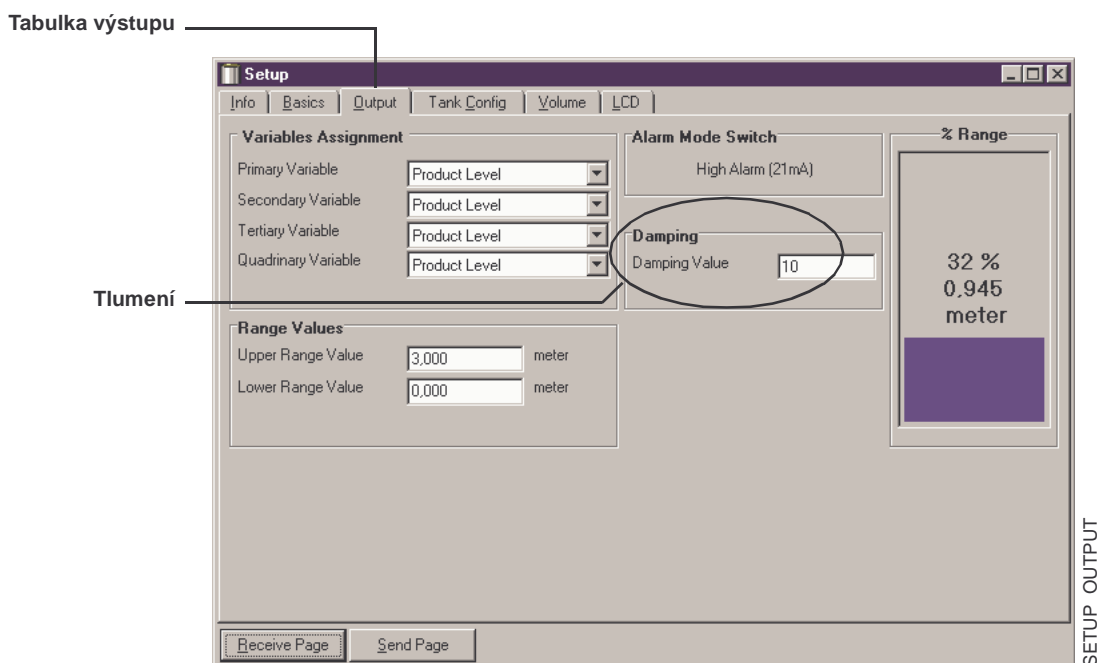 Tabulka výstupu
Setup
Info Basics Output Tank Config Volume LCD
Variables Assignment
Primary Variable Product Level
Secondary Variable Product Level
Tertiary Variable Product Level
Quadrinary Variable Product Level
Alarm Mode Switch
High Alarm (21mA)
Damping
Damping Value 10
% Range
32 %
0,945
meter
Tlumení
Range Values
Upper Range Value 3,000 meter
Lower Range Value 0,000 meter
Receive Page Send Page
SETUP OUTPUT